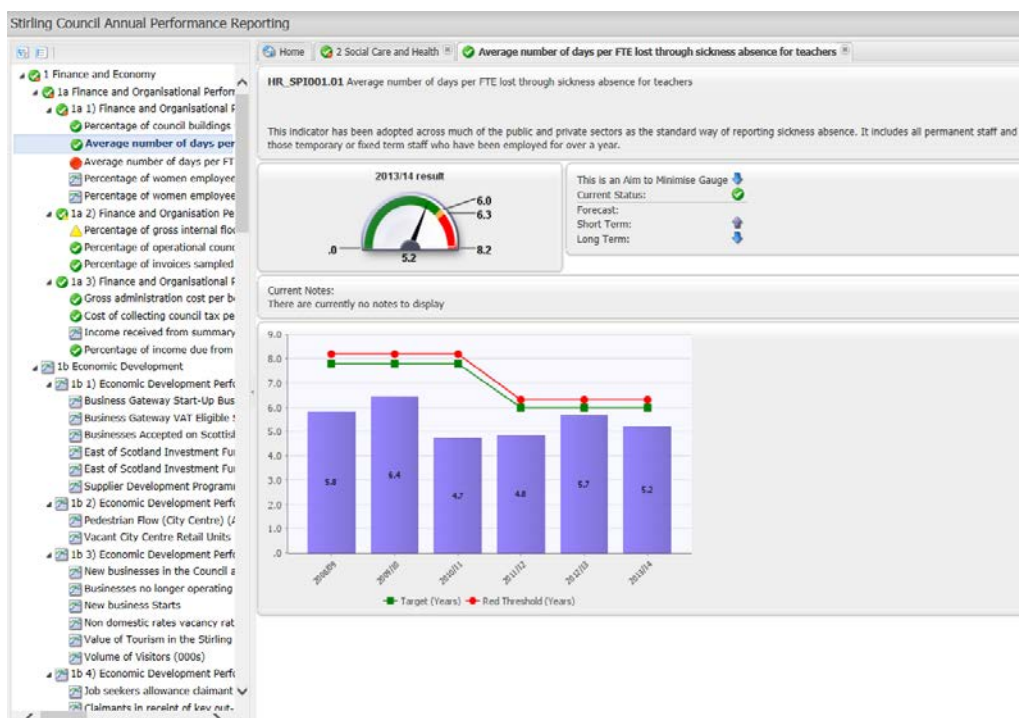 Stirling Council Annual Performance Reporting
Home
2 Social Care and Health
Average number of days per FTE lost through sickness absence for teachers
1 Finance and Economy
1a Finance and Organisational Perform
1a 1) Finance and Organisational P
Percentage of council buildings
Average number of days per
Average number of days per FT
Percentage of women employee
Percentage of women employee
1a 2) Finance and Organisation Pe
Percentage of gross internal floo
Percentage of operational counc
Percentage of invoices sampled
1a 3) Finance and Organisational P
Gross administration cost per be
Cost of collecting council tax pe
Income received from summary
Percentage of income due from
1b Economic Development
1b 1) Economic Development Perfo
Business Gateway Start-Up Bus
Business Gateway VAT Eligible
Businesses Accepted on Scottish
East of Scotland Investment Fu
East of Scotland Investment Fu
Supplier Development Program
1b 2) Economic Development Perfo
Pedestrian Flow (City Centre) (A
Vacant City Centre Retail Units
1b 3) Economic Development Perfo
New businesses in the Council a
Businesses no longer operating
New business Starts
Non domestic rates vacancy rat
Value of Tourism in the Stirling
Volume of Visitors (000s)
1b 4) Economic Development Perfo
Job seekers allowance claimant
Claimants in receipt of key out-
HR_SPI001.01 Average number of days per FTE lost through sickness absence for teachers
This indicator has been adopted across much of the public and private sectors as the standard way of reporting sickness absence. It includes all permanent staff and
those temporary or fixed term staff who have been employed for over a year.
2013/14 result
6.0
6.3
.0
8.2
5.2
This is an Aim to Minimise Gauge
Current Status:
Forecast:
Short Term:
Long Term:
Current Notes:
There are currently no notes to display
9.0
8.0
7.0
6.0
5.0
4.0
3.0
2.0
1.0
.0
5.8
6.4
4.7
4.8
5.7
5.2
2008/09
2009/10
2010/11
2011/12
2012/13
2013/14
Target (Years)
Red Threshold (Years)